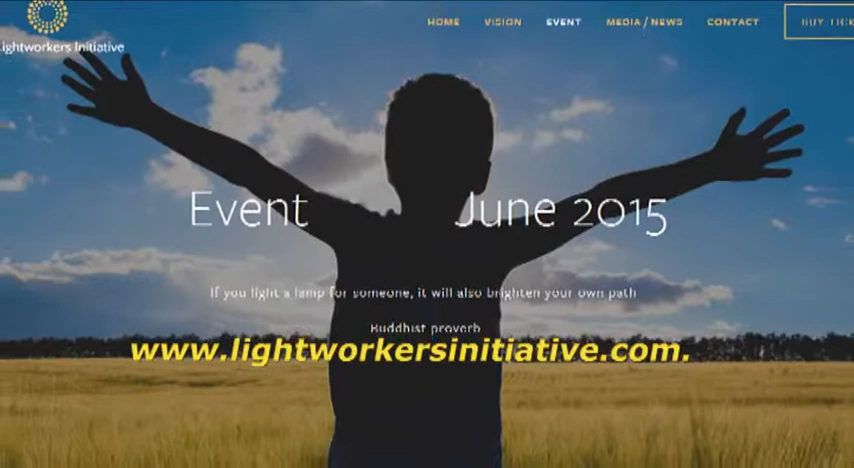 HOME VISION EVENT MEDIA / NEWS CONTACT BUY
Lightworkers Initiative
Event June 2015
If you light a lamp for someone, it will also brighten your own path
Buddhist proverb
www.lightworkersinitiative.com.